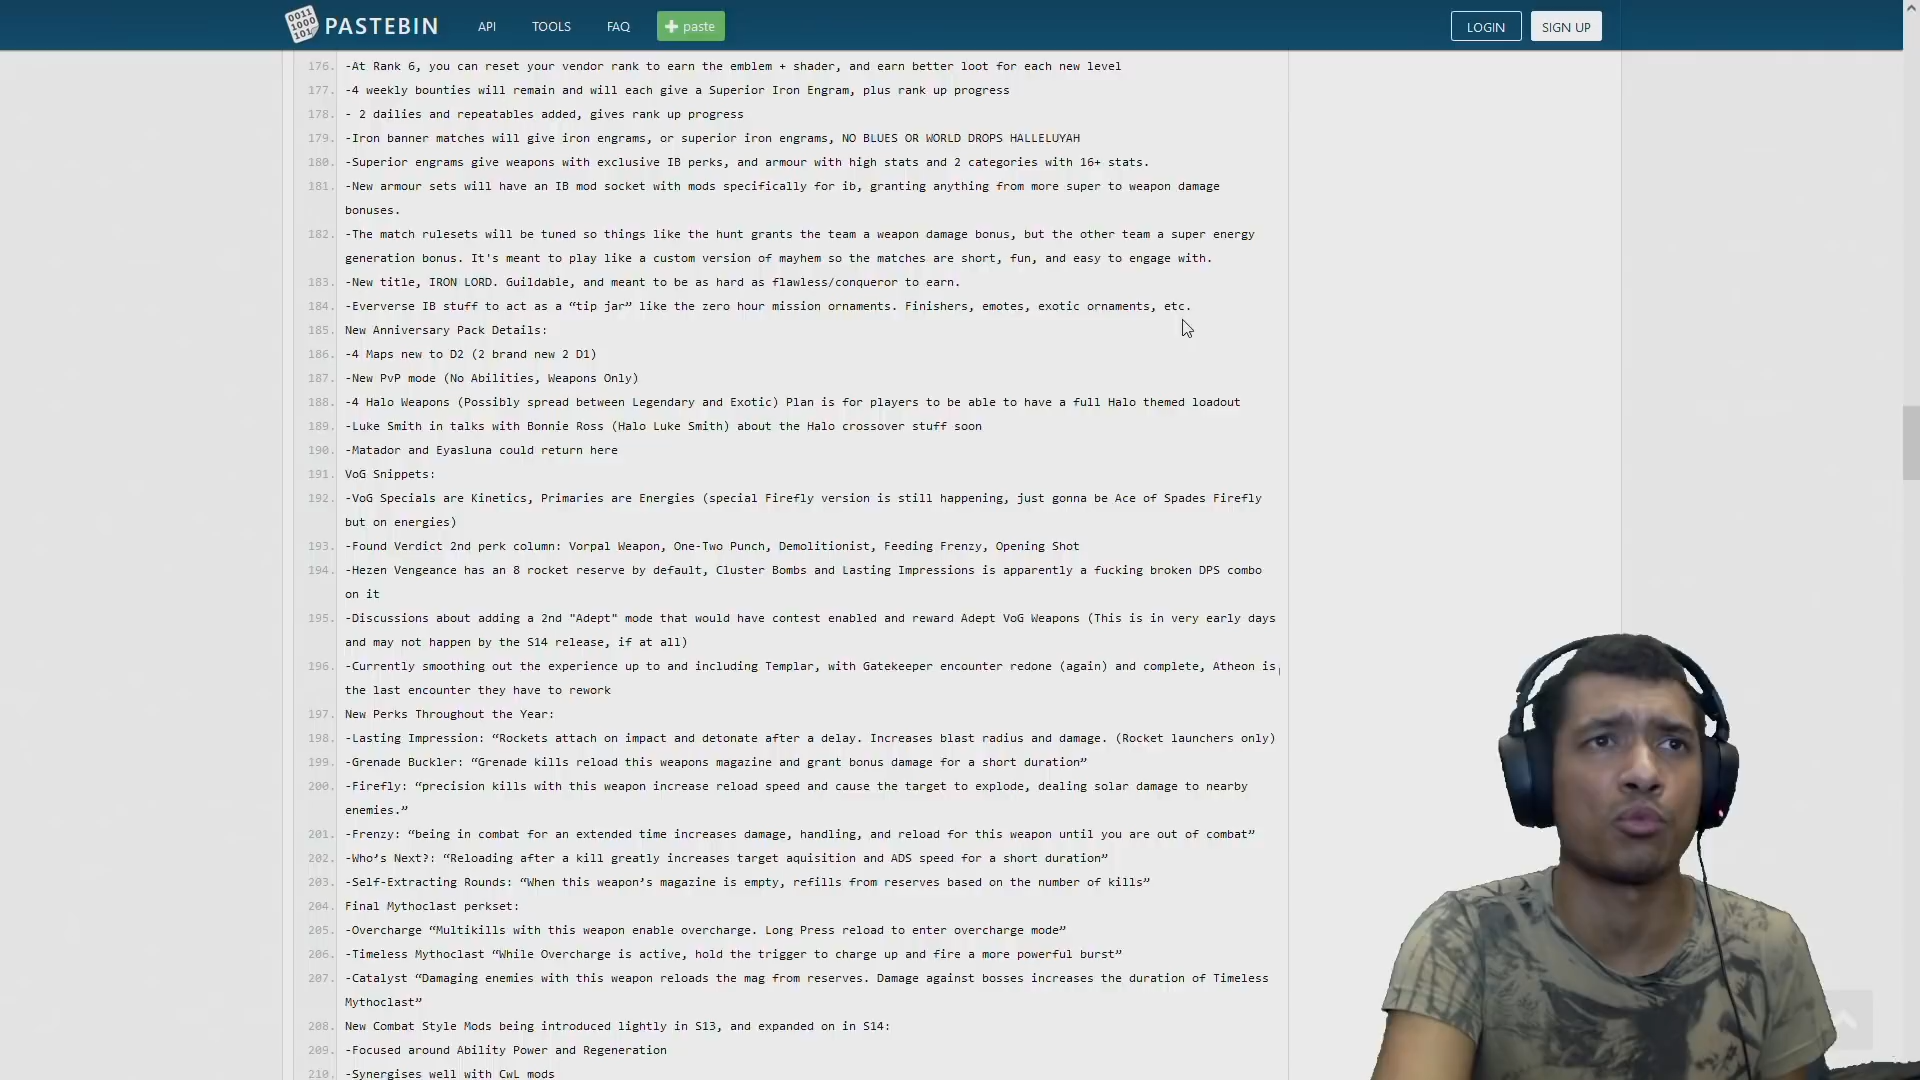 0011
1000
101
PASTEBIN
API
TOOLS
FAQ
paste
LOGIN
SIGN UP
176. -At Rank 6, you can reset your vendor rank to earn the emblem + shader, and earn better loot for each new level
177. -4 weekly bounties will remain and will each give a Superior Iron Engram, plus rank up progress
178. - 2 dailies and repeatables added, gives rank up progress
179. -Iron banner matches will give iron engrams, or superior iron engrams, NO BLUES OR WORLD DROPS HALLELUYAH
180. -Superior engrams give weapons with exclusive IB perks, and armour with high stats and 2 categories with 16+ stats.
181. -New armour sets will have an IB mod socket with mods specifically for ib, granting anything from more super to weapon damage
bonuses.
182. -The match rulesets will be tuned so things like the hunt grants the team a weapon damage bonus, but the other team a super energy
generation bonus. It's meant to play like a custom version of mayhem so the matches are short, fun, and easy to engage with.
183. -New title, IRON LORD. Guildable, and meant to be as hard as flawless/conqueror to earn.
184. -Eververse IB stuff to act as a “tip jar” like the zero hour mission ornaments. Finishers, emotes, exotic ornaments, etc.
185. New Anniversary Pack Details:
186. -4 Maps new to D2 (2 brand new 2 D1)
187. -New PvP mode (No Abilities, Weapons Only)
188. -4 Halo Weapons (Possibly spread between Legendary and Exotic) Plan is for players to be able to have a full Halo themed loadout
189. -Luke Smith in talks with Bonnie Ross (Halo Luke Smith) about the Halo crossover stuff soon
190. -Matador and Eyasluna could return here
191. VoG Snippets:
192. -VoG Specials are Kinetics, Primaries are Energies (special Firefly version is still happening, just gonna be Ace of Spades Firefly
but on energies)
193. -Found Verdict 2nd perk column: Vorpal Weapon, One-Two Punch, Demolitionist, Feeding Frenzy, Opening Shot
194. -Hezen Vengeance has an 8 rocket reserve by default, Cluster Bombs and Lasting Impressions is apparently a fucking broken DPS combo
on it
195. -Discussions about adding a 2nd "Adept" mode that would have contest enabled and reward Adept VoG Weapons (This is in very early days
and may not happen by the S14 release, if at all)
196. -Currently smoothing out the experience up to and including Templar, with Gatekeeper encounter redone (again) and complete, Atheon is
the last encounter they have to rework
197. New Perks Throughout the Year:
198. -Lasting Impression: “Rockets attach on impact and detonate after a delay. Increases blast radius and damage. (Rocket launchers only)
199. -Grenade Buckler: “Grenade kills reload this weapons magazine and grant bonus damage for a short duration”
200. -Firefly: “precision kills with this weapon increase reload speed and cause the target to explode, dealing solar damage to nearby
enemies.”
201. -Frenzy: “being in combat for an extended time increases damage, handling, and reload for this weapon until you are out of combat”
202. -Who’s Next?: “Reloading after a kill greatly increases target aquisition and ADS speed for a short duration”
203. -Self-Extracting Rounds: “When this weapon’s magazine is empty, refills from reserves based on the number of kills”
204. Final Mythoclast perkset:
205. -Overcharge “Multikills with this weapon enable overcharge. Long Press reload to enter overcharge mode”
206. -Timeless Mythoclast “While Overcharge is active, hold the trigger to charge up and fire a more powerful burst”
207. -Catalyst “Damaging enemies with this weapon reloads the mag from reserves. Damage against bosses increases the duration of Timeless
Mythoclast”
208. New Combat Style Mods being introduced lightly in S13, and expanded on in S14:
209. -Focused around Ability Power and Regeneration
210. -Synergises well with CwL mods